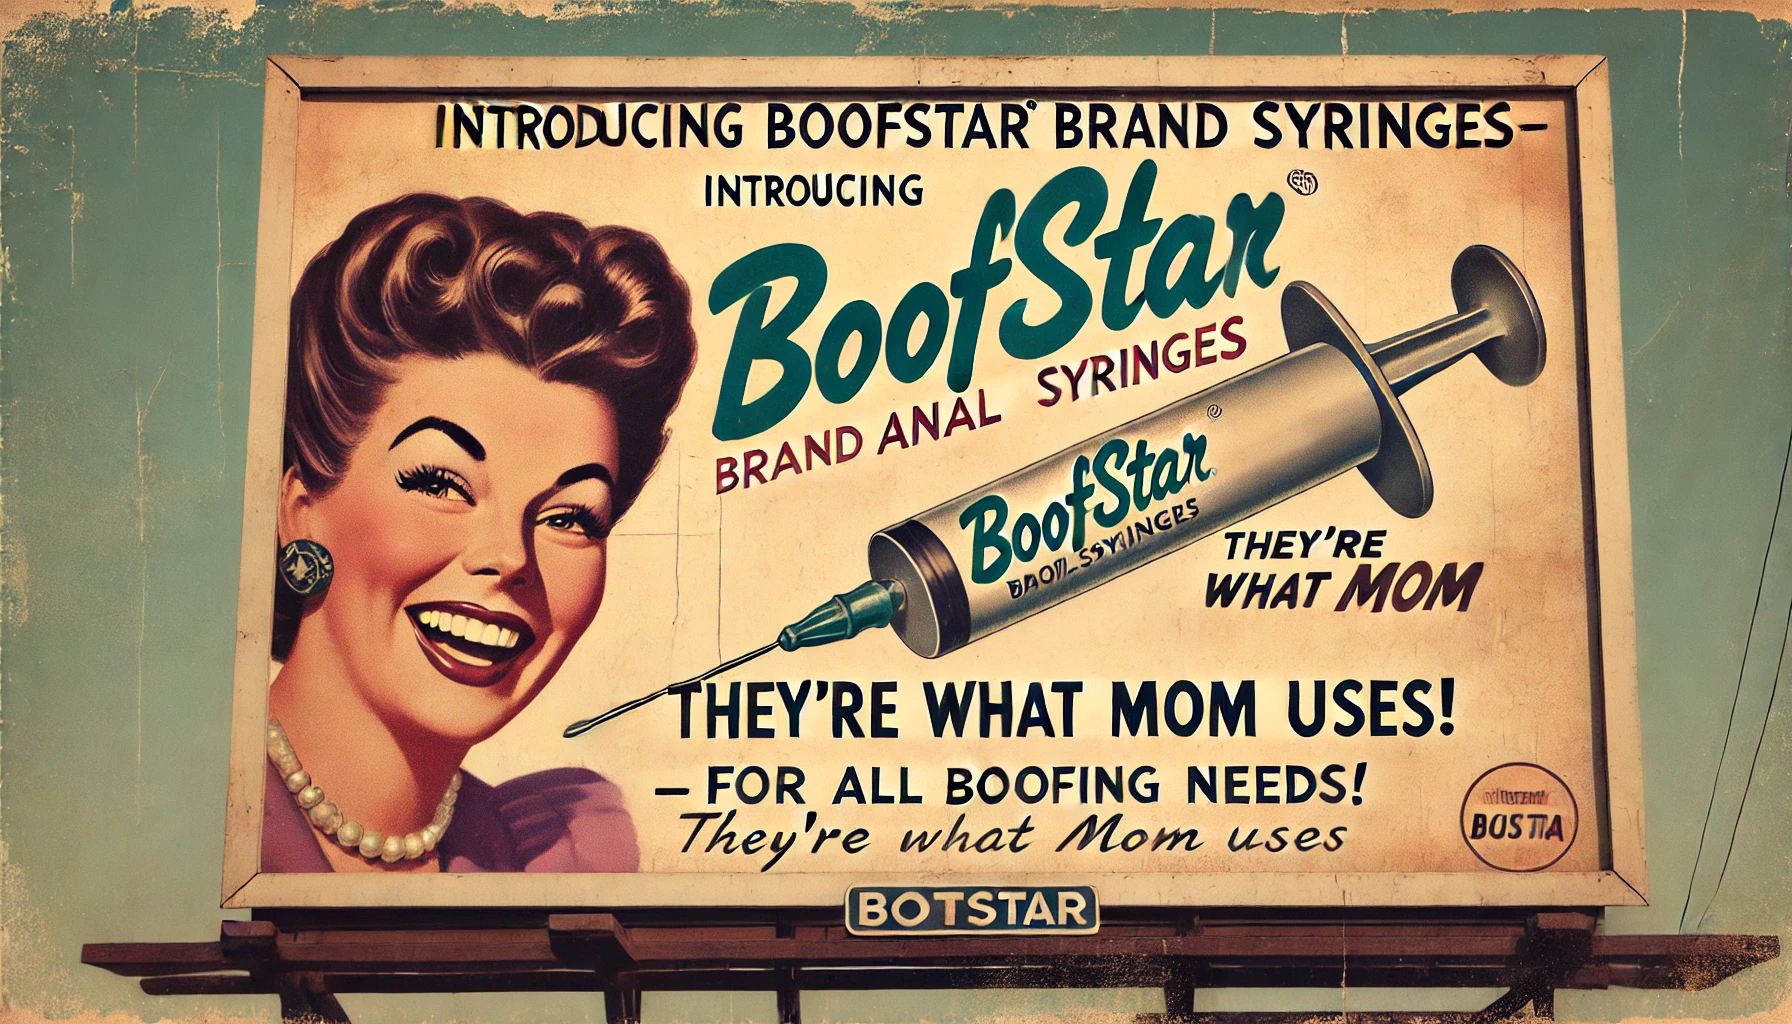 INTRODUCING BOOFSTAR® BRAND SYRINGES—
INTROUCING
BoofStar
BRAND ANAL SYRINGES
BoofStar
THEY'RE
WHAT MOM
THEY'RE WHAT MOM USES!
— FOR ALL BOOFING NEEDS!
They're what Mom uses
BOSTIA
BOTSTAR